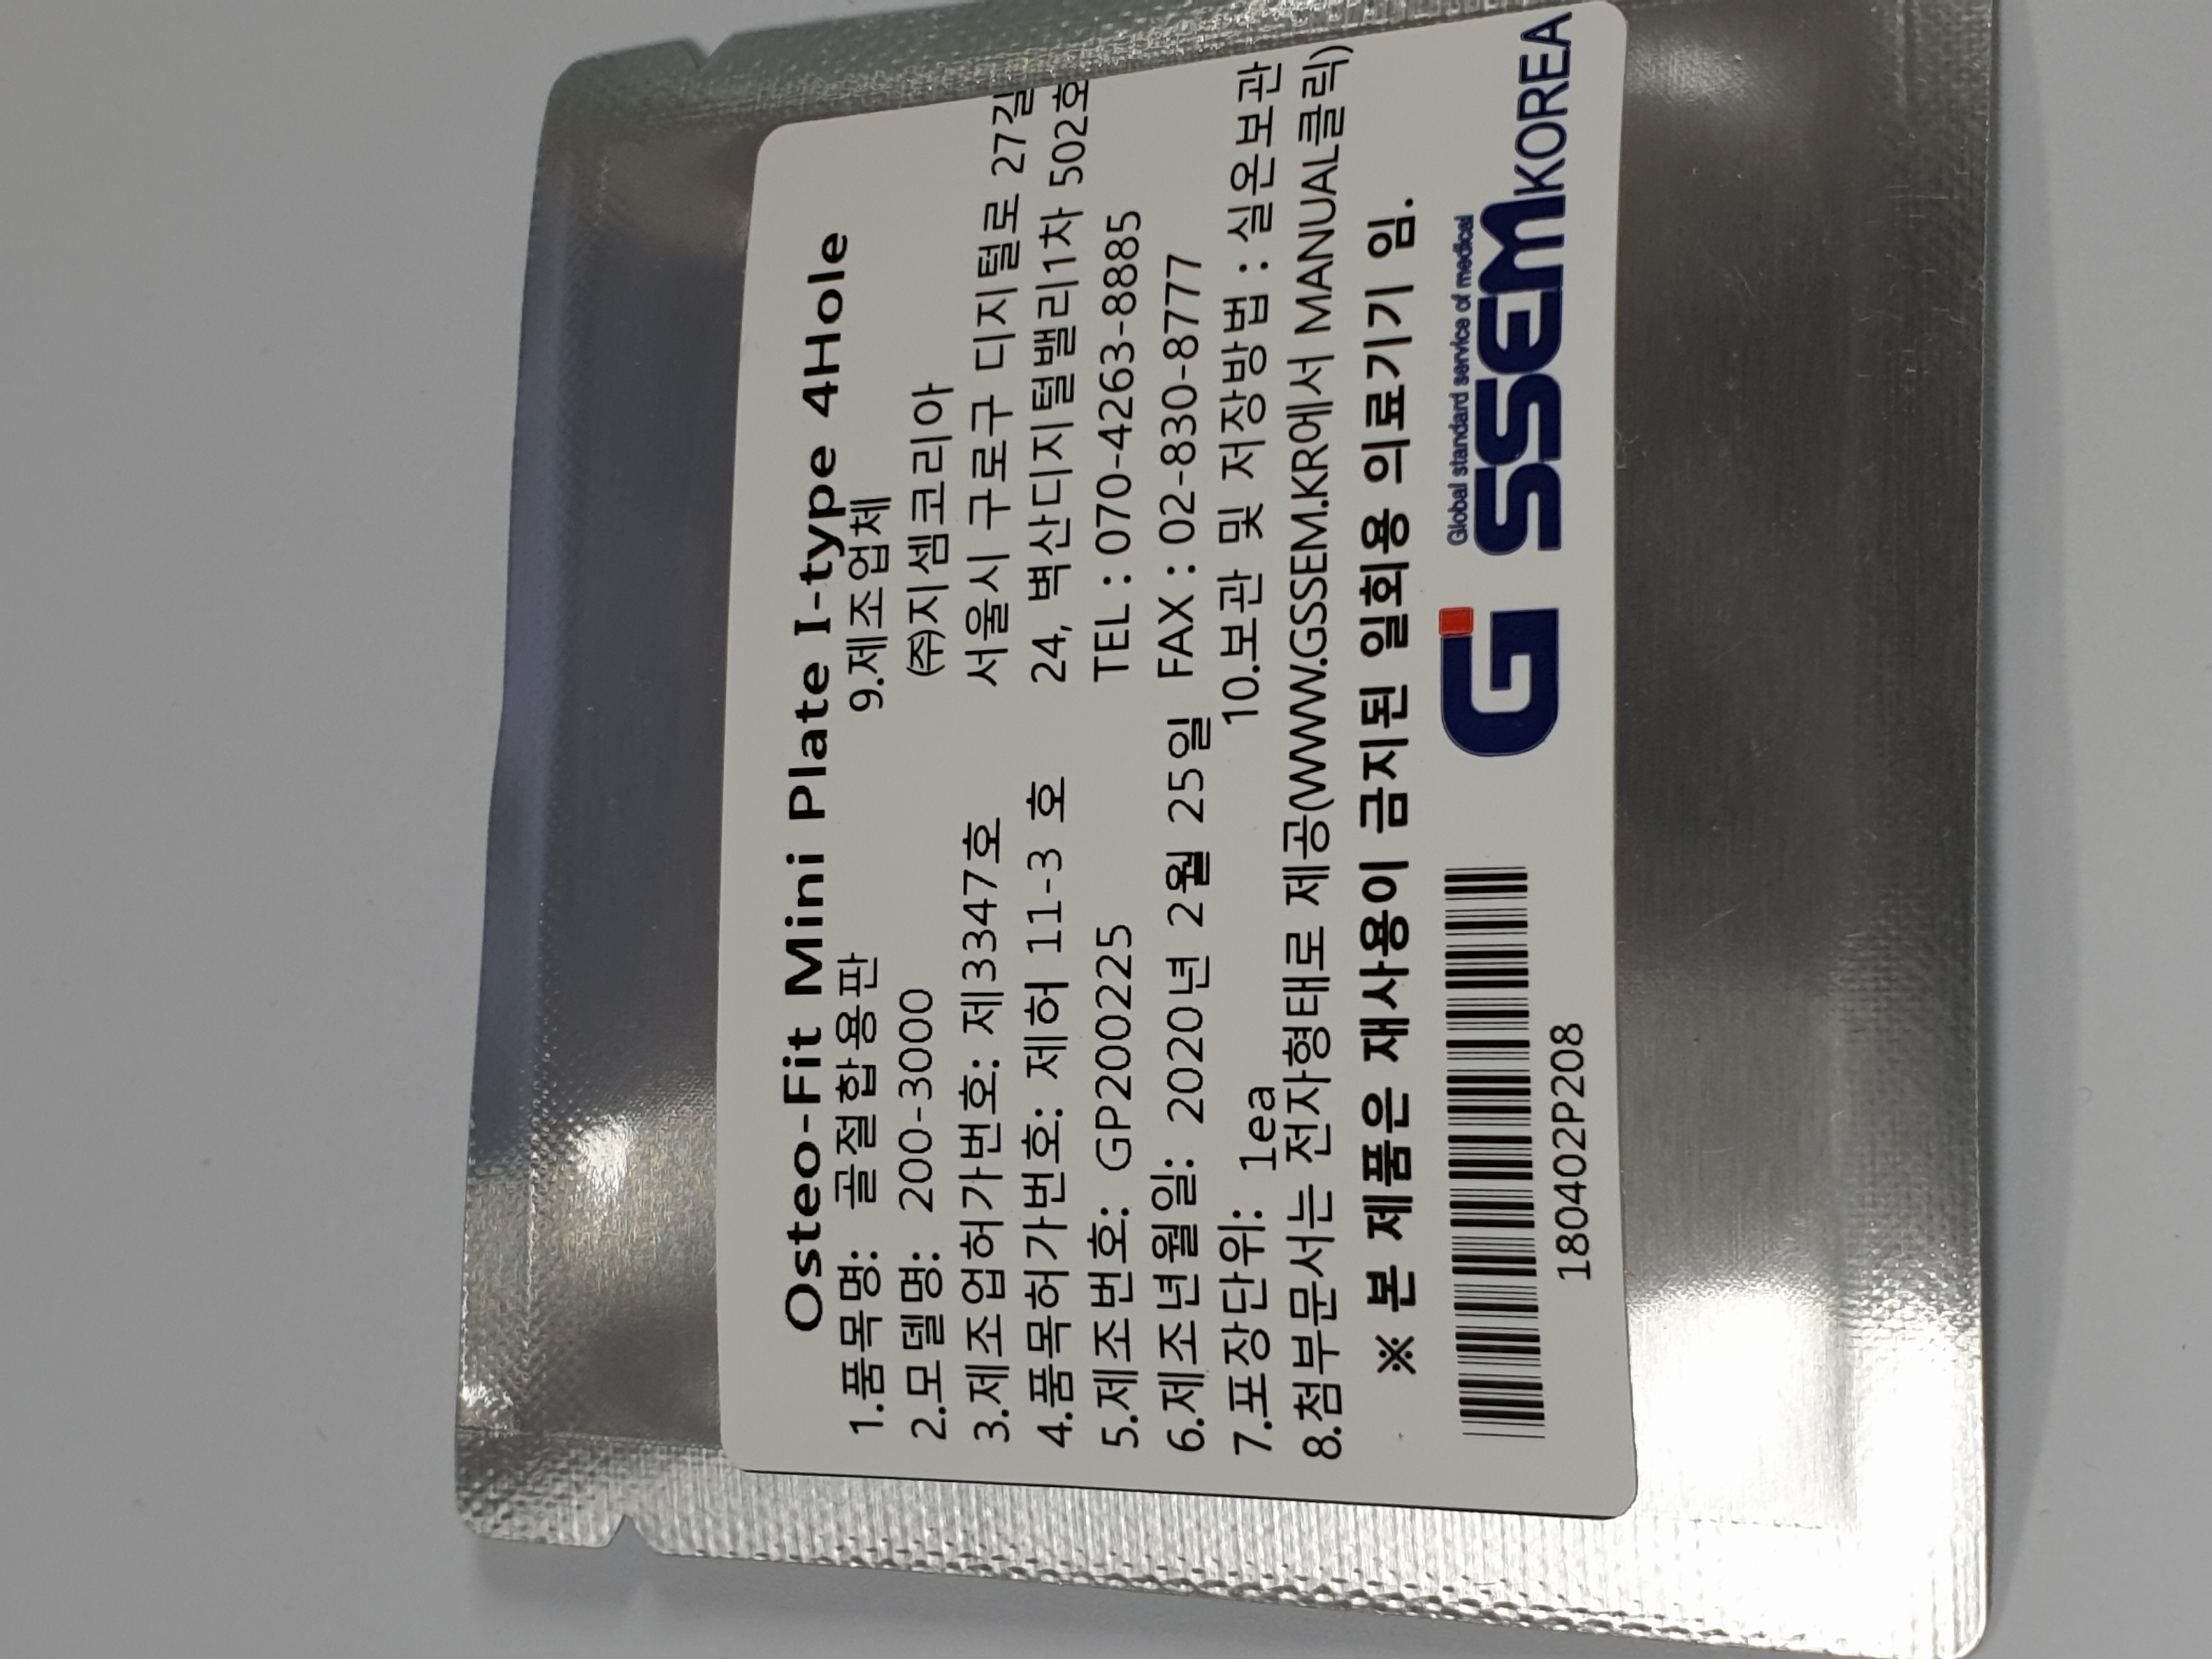 Osteo-Fit Mini Plate I-type 4Hole
1.품목명: 골절합용판
2.모델명: 200-3000
3.제조업허가번호: 제3347호
4.품목허가번호: 제허 11-3 호
5.제조번호: GP200225
6.제조년월일: 2020년 2월 25일
7.포장단위: 1ea
9.제조업체
㈜지셈코리아
서울시 구로구 디지털로 27길
24, 벽산디지털밸리1차 502호
TEL : 070-4263-8885
FAX : 02-830-8777
10.보관 및 저장방법 : 실온보관
8.첨부문서는 전자형태로 제공(WWW.GSSEM.KR에서 MANUAL클릭)
※ 본 제품은 재사용이 금지된 일회용 의료기기 임.
180402P208
Global standard service of medical
G SSEM KOREA